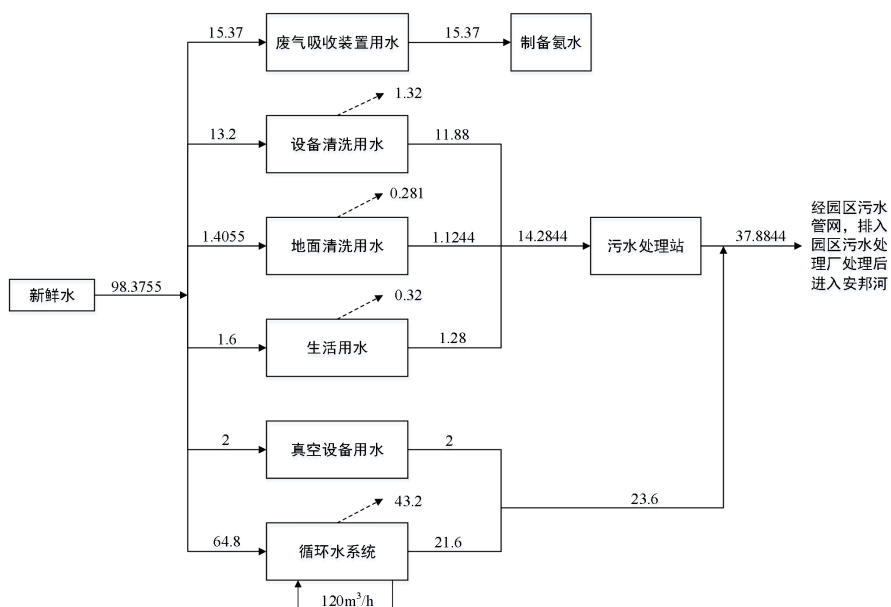 15.37
废气吸收装置用水
15.37
制备氨水
1.32
13.2
设备清洗用水
11.88
0.281
1.4055
地面清洗用水
1.1244
14.2844
污水处理站
37.8844
经园区污水
管网，排入
园区污水处
理厂处理后
进入安邦河
新鲜水
98.3755
0.32
1.6
生活用水
1.28
2
真空设备用水
2
23.6
43.2
64.8
循环水系统
21.6
120m³/h